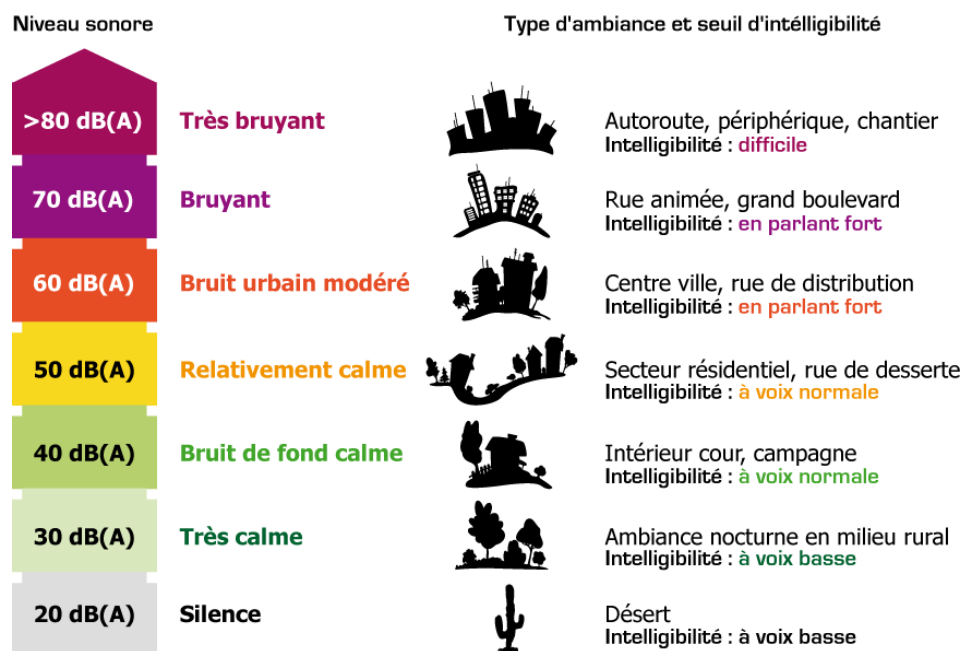 Niveau sonore
Type d'ambiance et seuil d'intélligibilité
>80 dB(A)
Très bruyant
Autoroute, périphérique, chantier
Intelligibilité : difficile
70 dB(A)
Bruyant
Rue animée, grand boulevard
Intelligibilité : en parlant fort
60 dB(A)
Bruit urbain modéré
Centre ville, rue de distribution
Intelligibilité : en parlant fort
50 dB(A)
Relativement calme
Secteur résidentiel, rue de desserte
Intelligibilité : à voix normale
40 dB(A)
Bruit de fond calme
Intérieur cour, campagne
Intelligibilité : à voix normale
30 dB(A)
Très calme
Ambiance nocturne en milieu rural
Intelligibilité : à voix basse
20 dB(A)
Silence
Désert
Intelligibilité : à voix basse